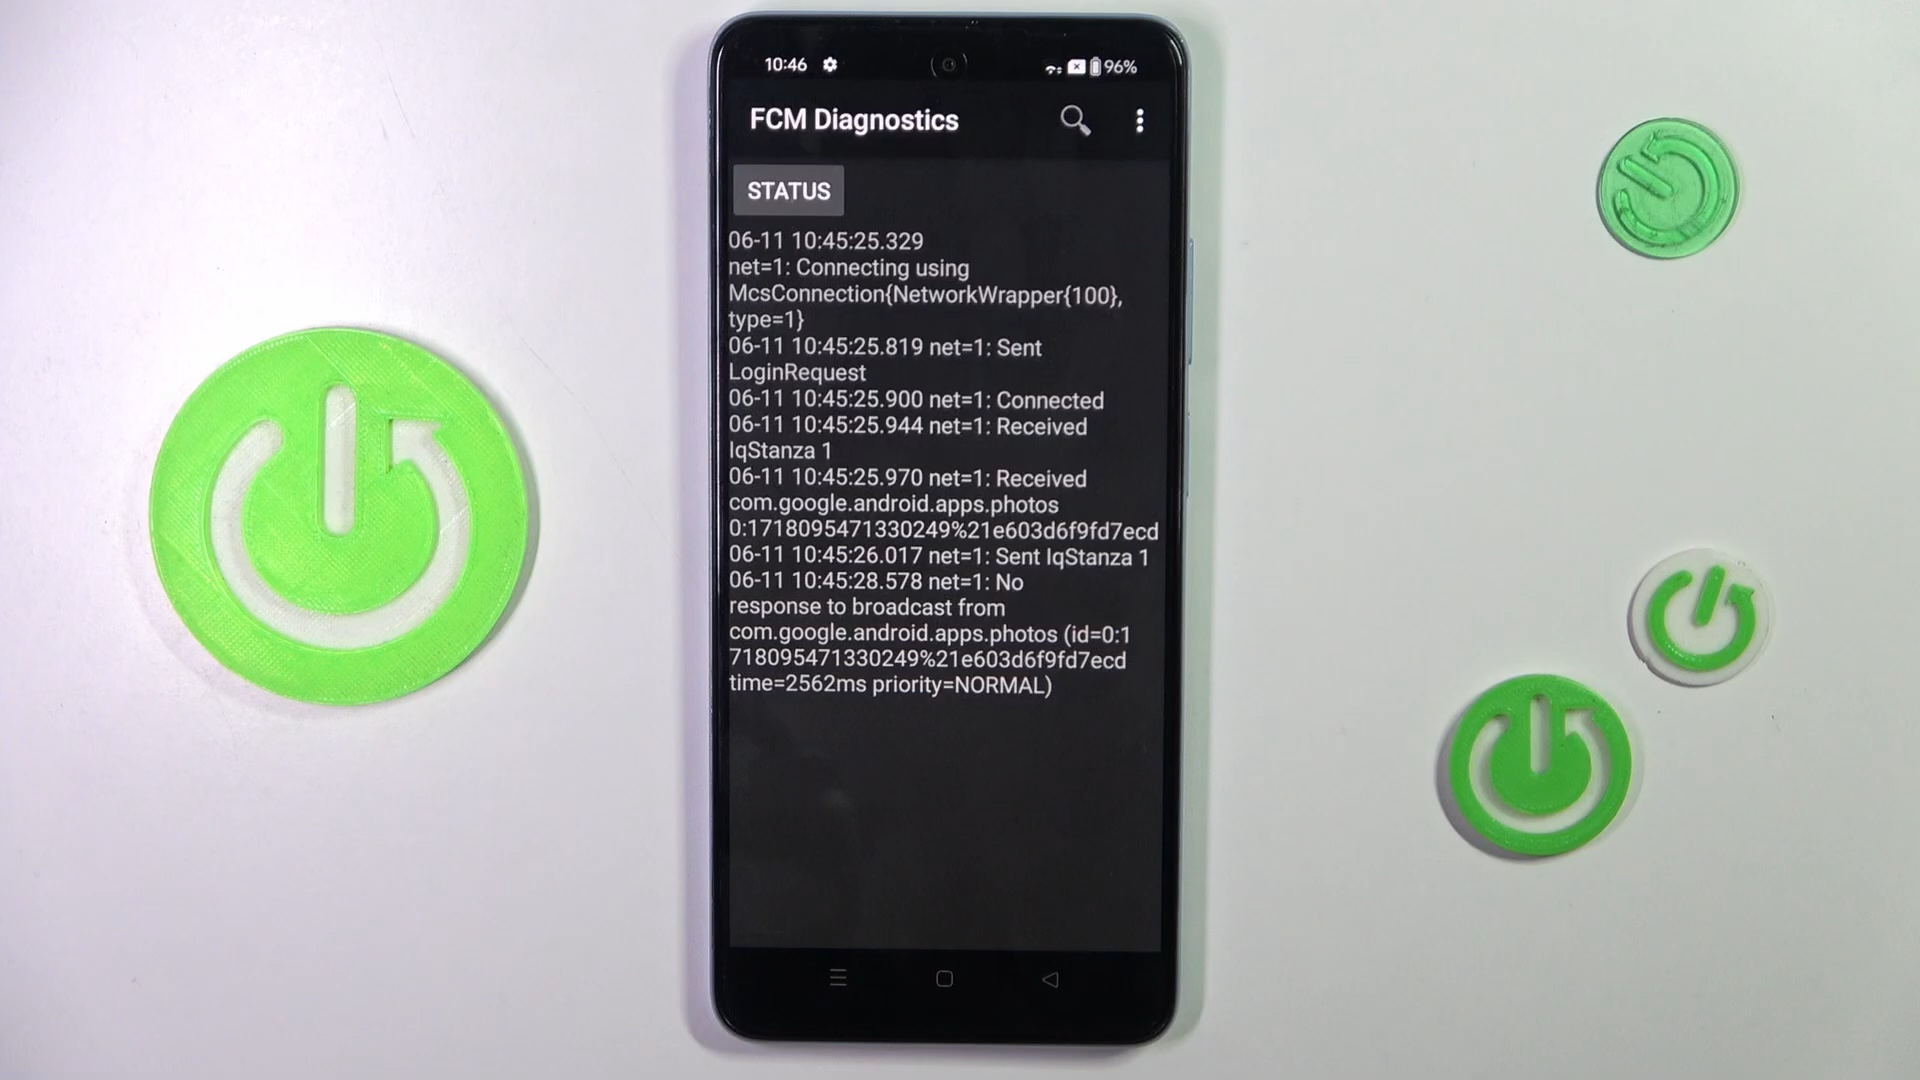 10:46 96%
FCM Diagnostics
STATUS
06-11 10:45:25.329
net=1: Connecting using
McsConnection{NetworkWrapper{100},
type=1}
06-11 10:45:25.819 net=1: Sent
LoginRequest
06-11 10:45:25.900 net=1: Connected
06-11 10:45:25.944 net=1: Received
IqStanza 1
06-11 10:45:25.970 net=1: Received
com.google.android.apps.photos
0:1718095471330249%21e603d6f9fd7ecd
06-11 10:45:26.017 net=1: Sent IqStanza 1
06-11 10:45:28.578 net=1: No
response to broadcast from
com.google.android.apps.photos (id=0:1
718095471330249%21e603d6f9fd7ecd
time=2562ms priority=NORMAL)